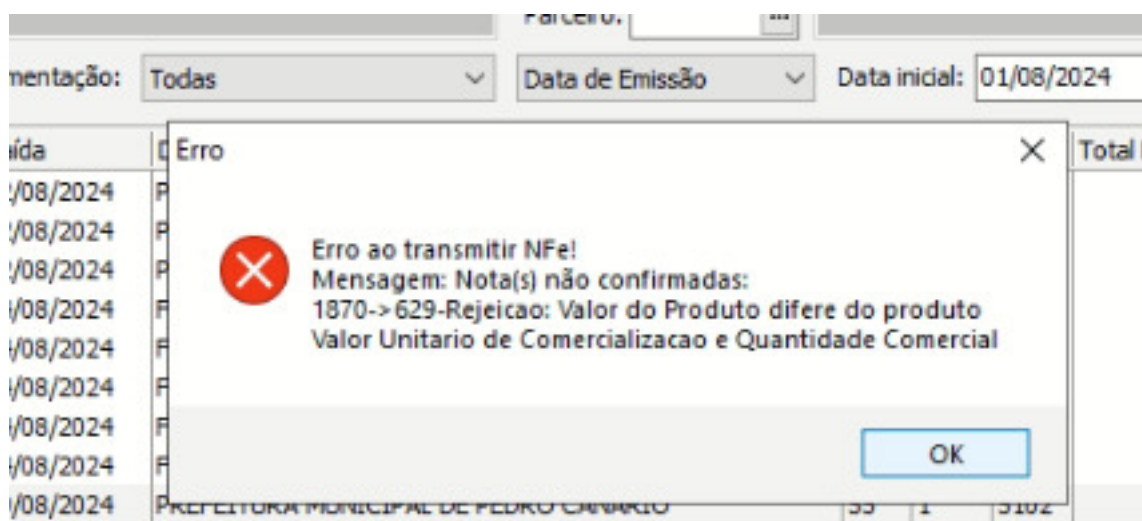 Parceiro: ...
mentação: Todas Data de Emissão Data inicial: 01/08/2024
Erro Total
/08/2024
/08/2024
/08/2024
Erro ao transmitir NFe!
Mensagem: Nota(s) não confirmadas:
1870->629-Rejeicao: Valor do Produto difere do produto
Valor Unitario de Comercializacao e Quantidade Comercial
/08/2024
/08/2024
/08/2024
/08/2024
/08/2024
OK
/08/2024 PREFEITURA MUNICIPAL DE PEDRO CANARIO 55 1 5102